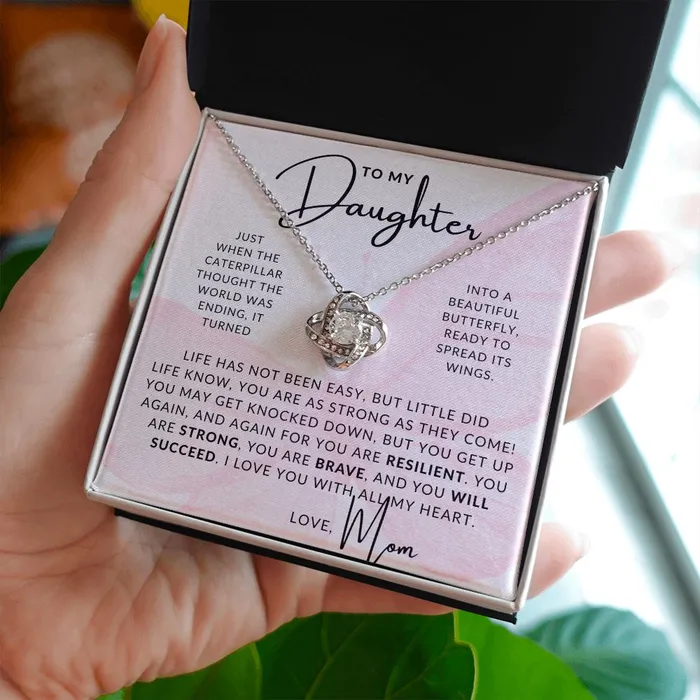 TO MY
Daughter
JUST
WHEN THE
CATERPILLAR
THOUGHT THE
WORLD WAS
ENDING, IT
TURNED
INTO A
BEAUTIFUL
BUTTERFLY,
READY TO
SPREAD ITS
WINGS.
LIFE HAS NOT BEEN EASY, BUT LITTLE DID
LIFE KNOW, YOU ARE AS STRONG AS THEY COME!
YOU MAY GET KNOCKED DOWN, BUT YOU GET UP
AGAIN, AND AGAIN FOR YOU ARE RESILIENT. YOU
ARE STRONG, YOU ARE BRAVE, AND YOU WILL
SUCCEED. I LOVE YOU WITH ALL MY HEART.
LOVE, Mom